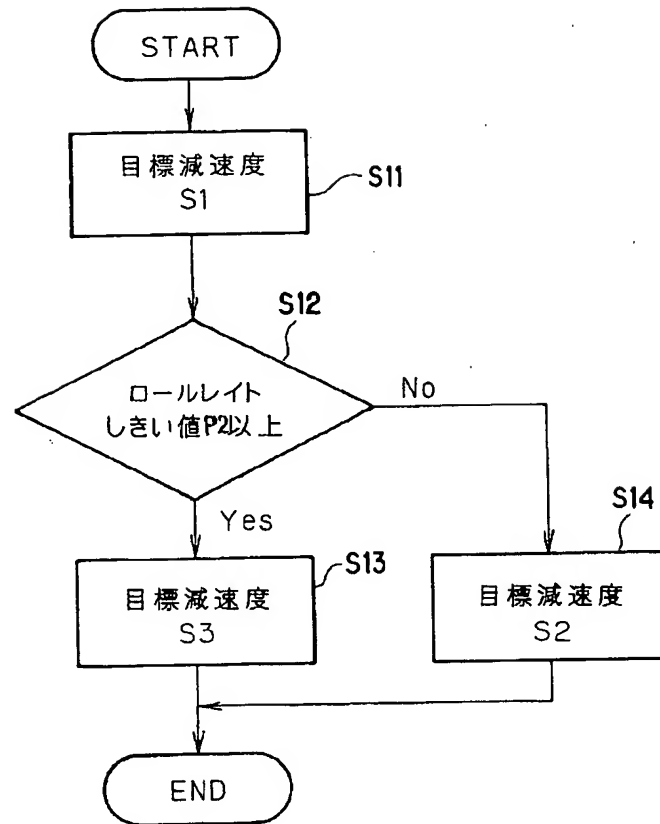 START
目標減速度
S1
S11
S12
ロールレイト
しきい値P2以上
No
Yes
S13
目標減速度
S3
S14
目標減速度
S2
END